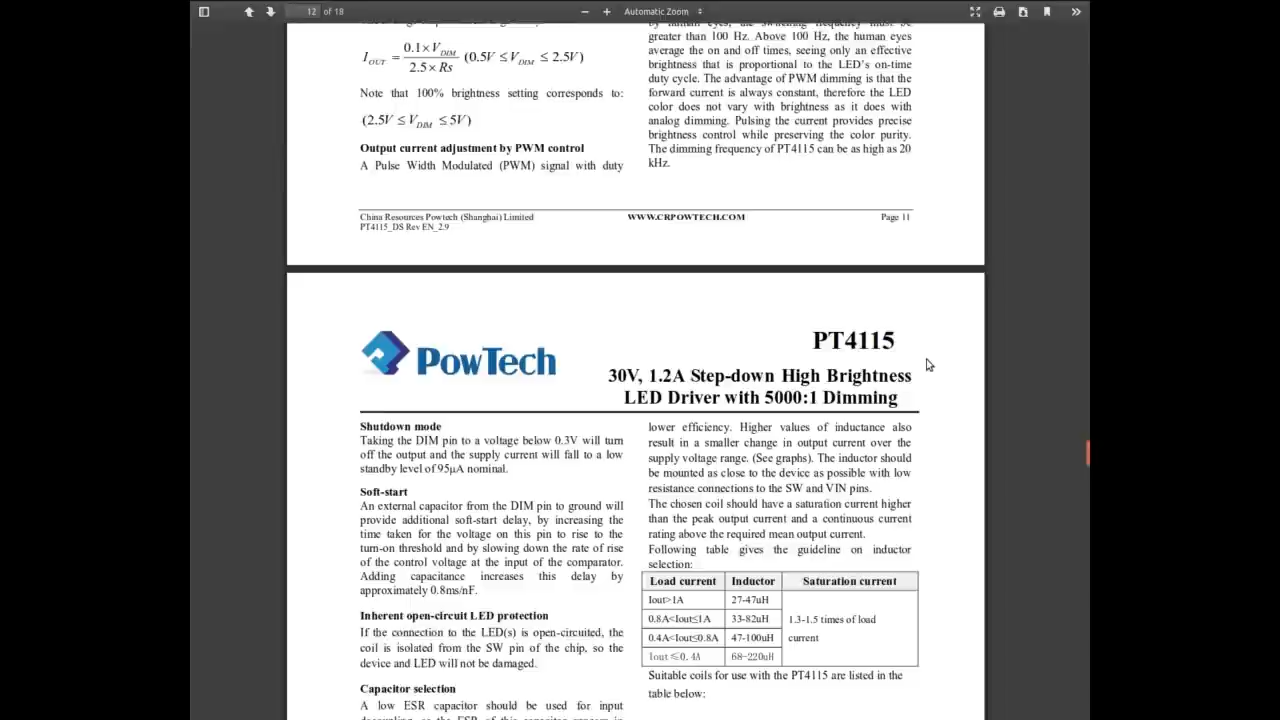 12 of 18
Automatic Zoom
I_OUT = 0.1×V_DIM / 2.5×Rs (0.5V ≤ V_DIM ≤ 2.5V)
Note that 100% brightness setting corresponds to:
(2.5V ≤ V_DIM ≤ 5V)
Output current adjustment by PWM control
A Pulse Width Modulated (PWM) signal with duty
by human eyes, the switching frequency must be
greater than 100 Hz. Above 100 Hz, the human eyes
average the on and off times, seeing only an effective
brightness that is proportional to the LED's on-time
duty cycle. The advantage of PWM dimming is that the
forward current is always constant, therefore the LED
color does not vary with brightness as it does with
analog dimming. Pulsing the current provides precise
brightness control while preserving the color purity.
The dimming frequency of PT4115 can be as high as 20
kHz.
China Resources Powtech (Shanghai) Limited
WWW.CRPOWTECH.COM
Page 11
PT4115_DS Rev EN_2.9
PowTech
PT4115
30V, 1.2A Step-down High Brightness
LED Driver with 5000:1 Dimming
Shutdown mode
Taking the DIM pin to a voltage below 0.3V will turn
off the output and the supply current will fall to a low
standby level of 95μA nominal.
Soft-start
An external capacitor from the DIM pin to ground will
provide additional soft-start delay, by increasing the
time taken for the voltage on this pin to rise to the
turn-on threshold and by slowing down the rate of rise
of the control voltage at the input of the comparator.
Adding capacitance increases this delay by
approximately 0.8ms/nF.
Inherent open-circuit LED protection
If the connection to the LED(s) is open-circuited, the
coil is isolated from the SW pin of the chip, so the
device and LED will not be damaged.
Capacitor selection
A low ESR capacitor should be used for input
lower efficiency. Higher values of inductance also
result in a smaller change in output current over the
supply voltage range. (See graphs). The inductor should
be mounted as close to the device as possible with low
resistance connections to the SW and VIN pins.
The chosen coil should have a saturation current higher
than the peak output current and a continuous current
rating above the required mean output current.
Following table gives the guideline on inductor
selection:
Load current Inductor Saturation current
Iout>1A 27-47uH
0.8A<Iout≤1A 33-82uH 1.3-1.5 times of load
0.4A<Iout≤0.8A 47-100uH current
Iout≤0.4A 68-220uH
Suitable coils for use with the PT4115 are listed in the
table below: